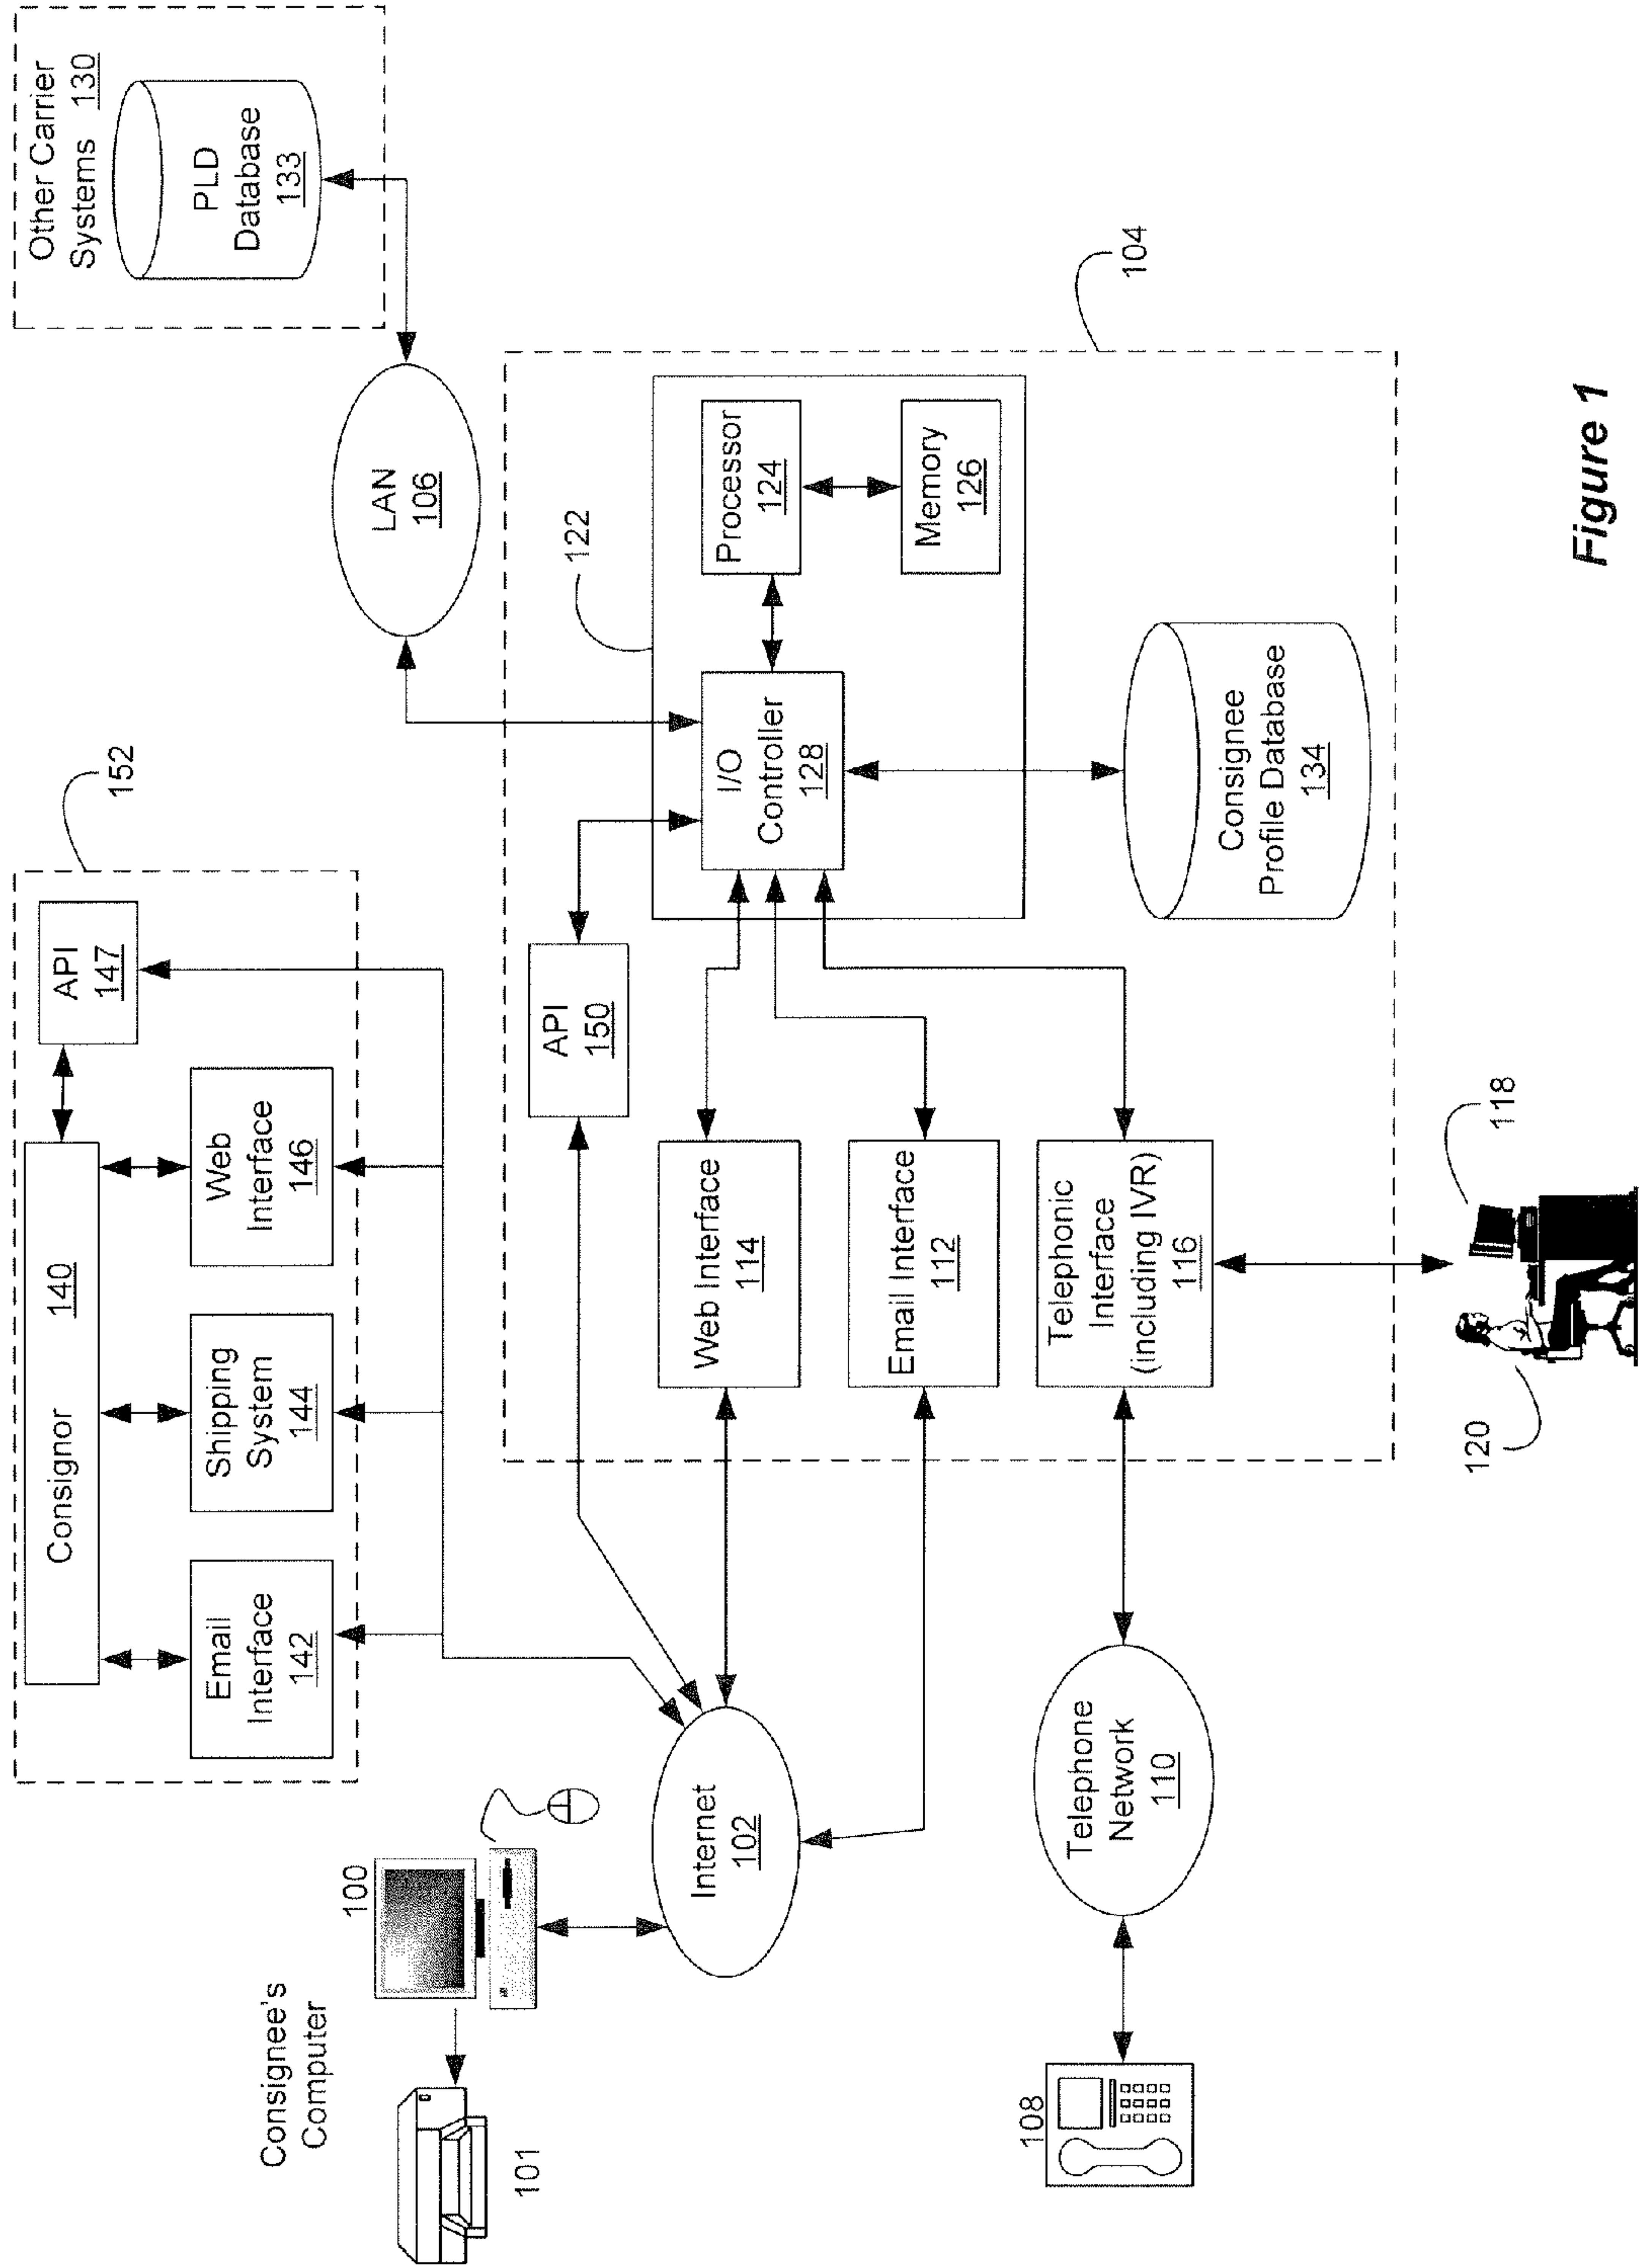 Other Carrier
Systems 130
PLD
Database
133
152
Consignor 140
API
147
Email
Interface
142
Shipping
System
144
Web
Interface
146
LAN
106
Consignee's
Computer
100
101
104
122
API
150
I/O
Controller
128
Processor
124
Memory
126
Internet
102
Web Interface
114
Email Interface
112
Telephonic
Interface
(including IVR)
116
Consignee
Profile Database
134
108
Telephone
Network
110
120
118
Figure 1